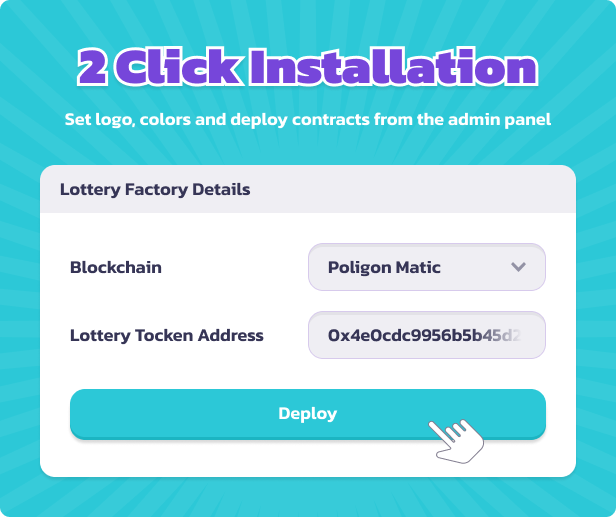 2 Click Installation
Set logo, colors and deploy contracts from the admin panel
Lottery Factory Details
Blockchain
Poligon Matic
Lottery Tocken Address
0x4e0cdc9956b5b45d2
Deploy